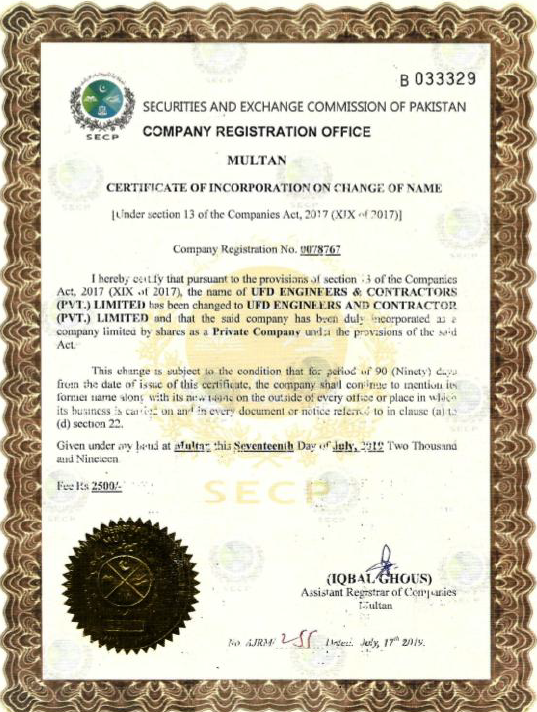 B 033329
SECP
SECURITIES AND EXCHANGE COMMISSION OF PAKISTAN
COMPANY REGISTRATION OFFICE
MULTAN
CERTIFICATE OF INCORPORATION ON CHANGE OF NAME
[Under section 13 of the Companies Act, 2017 (XIX of 2017)]
Company Registration No. 0078767
I hereby certify that pursuant to the provisions of section 13 of the Companies
Act, 2017 (XIX of 2017), the name of UFD ENGINEERS & CONTRACTORS
(PVT.) LIMITED has been changed to UFD ENGINEERS AND CONTRACTOR
(PVT.) LIMITED and that the said company has been duly incorporated as a
company limited by shares as a Private Company under the provisions of the said
Act.
This change is subject to the condition that for period of 90 (Ninety) days
from the date of issue of this certificate, the company shall continue to mention its
former name along with its new name on the outside of every office or place in which
its business is carried on and in every document or notice referred to in clause (a) to
(d) section 22.
Given under my hand at Multan this Seventeenth Day of July, 2019 Two Thousand
and Nineteen
Fee Rs 2500/-
SECP
(IQBAL GHOUS)
Assistant Registrar of Companies
Multan
No AJRM/ 255 Dated: July, 17th 2019.